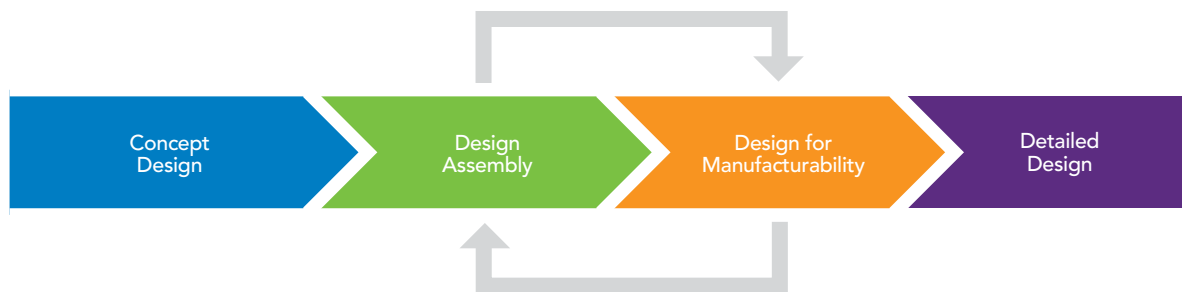 Concept
Design
Design
Assembly
Design for
Manufacturability
Detailed
Design